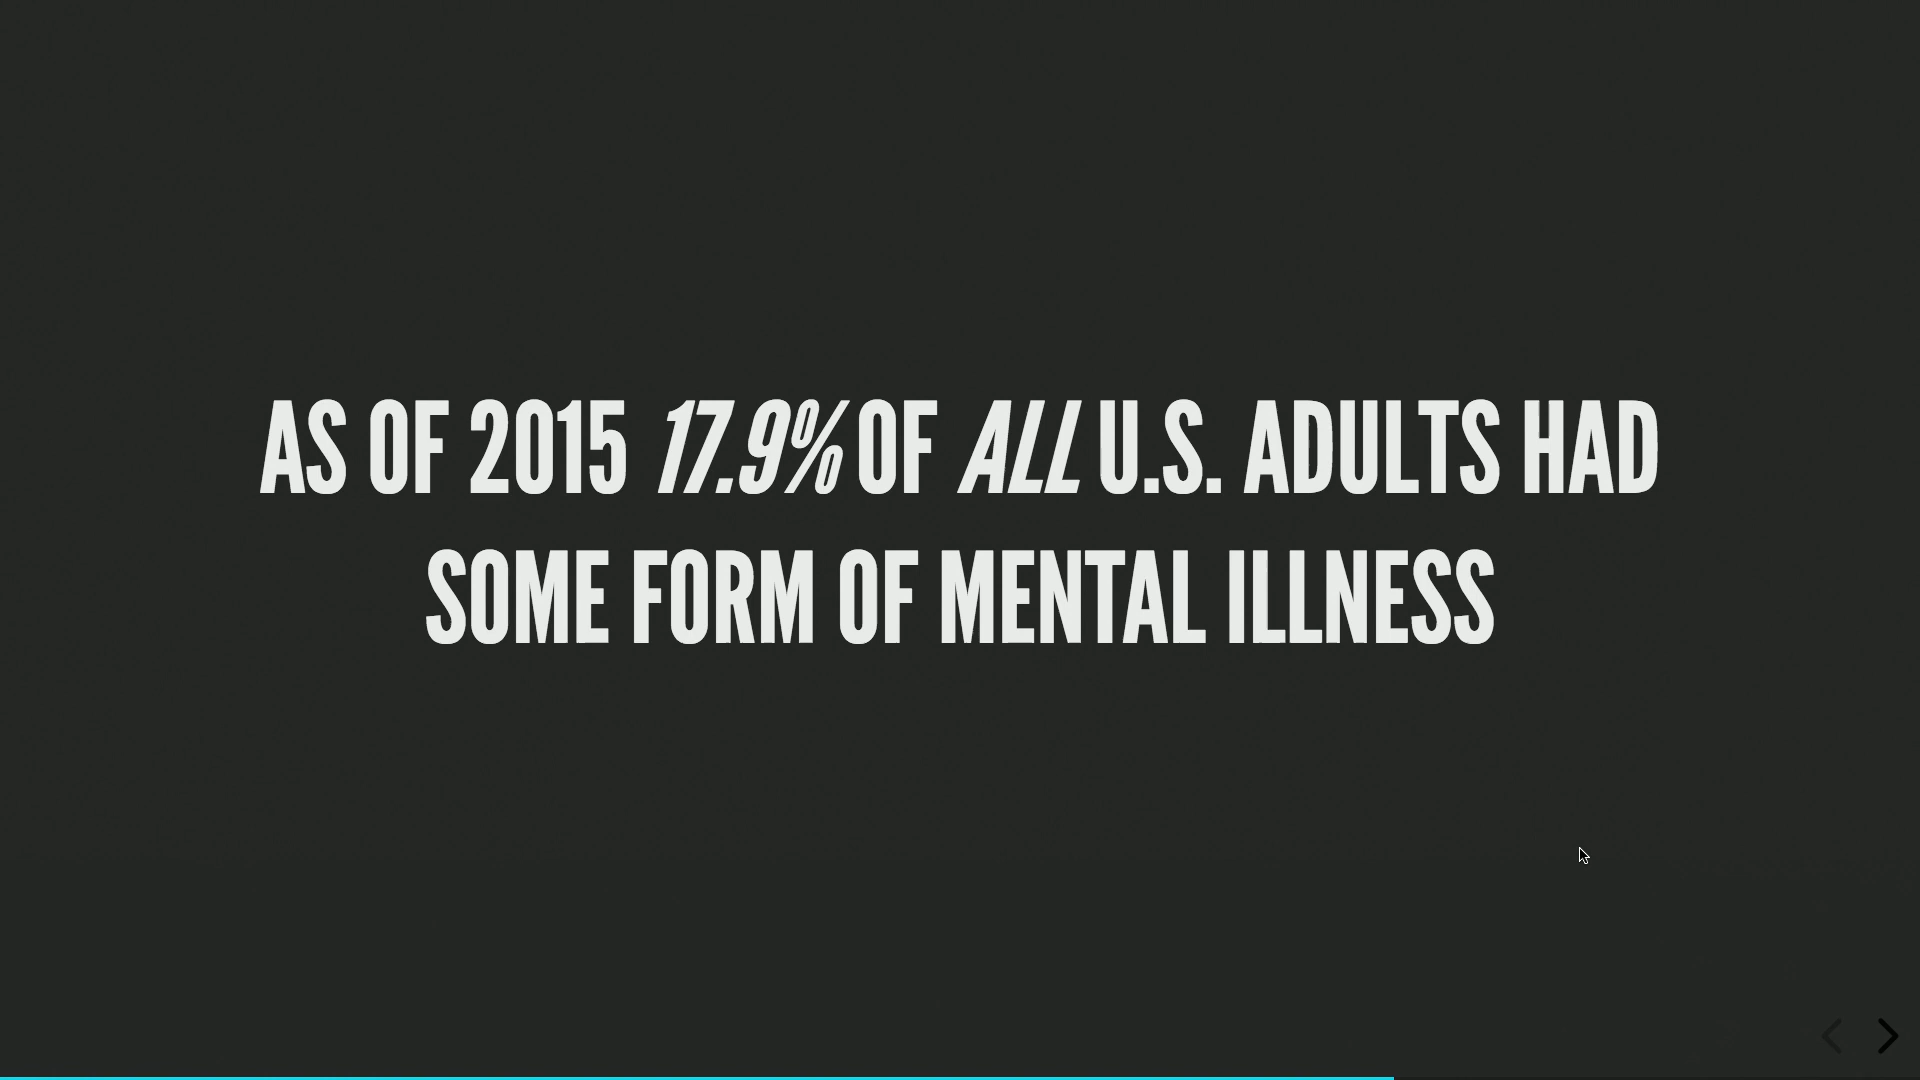 AS OF 2015 17.9% OF ALL U.S. ADULTS HAD
SOME FORM OF MENTAL ILLNESS